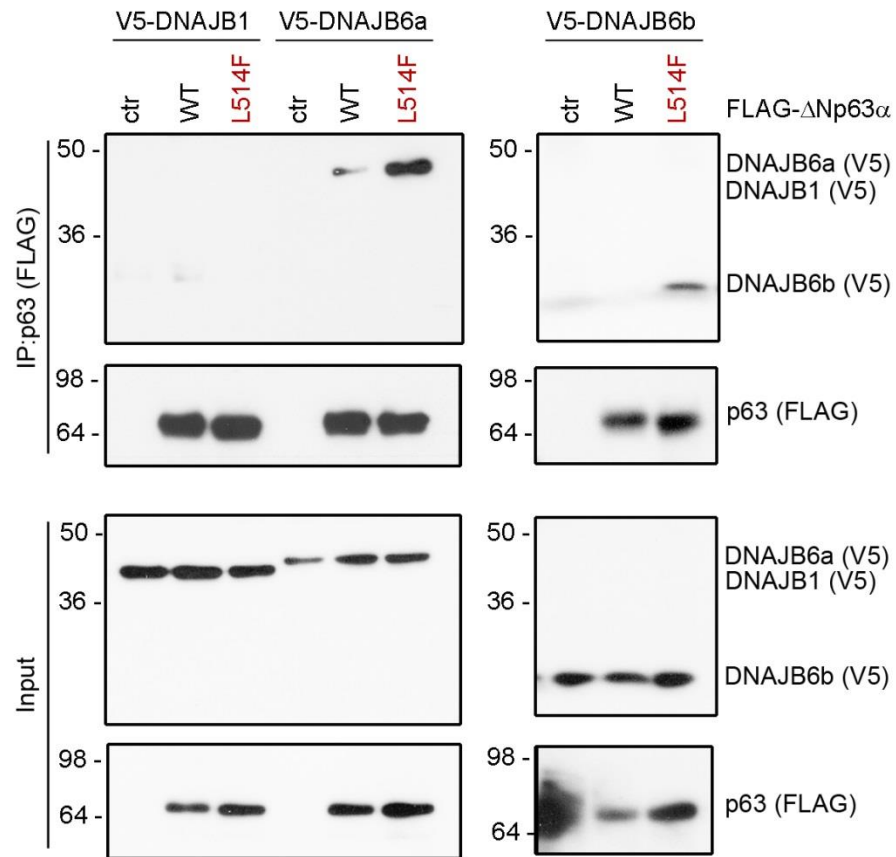 V5-DNAJB1 V5-DNAJB6a V5-DNAJB6b
ctr WT L514F ctr WT L514F ctr WT L514F FLAG-ΔNp63α
IP:p63 (FLAG)
50 -
36 -
DNAJB6a (V5)
DNAJB1 (V5)
50 -
36 -
DNAJB6b (V5)
98 -
64 -
98 -
64 -
p63 (FLAG)
Input
50 -
36 -
50 -
36 -
DNAJB6a (V5)
DNAJB1 (V5)
DNAJB6b (V5)
98 -
64 -
98 -
64 -
p63 (FLAG)